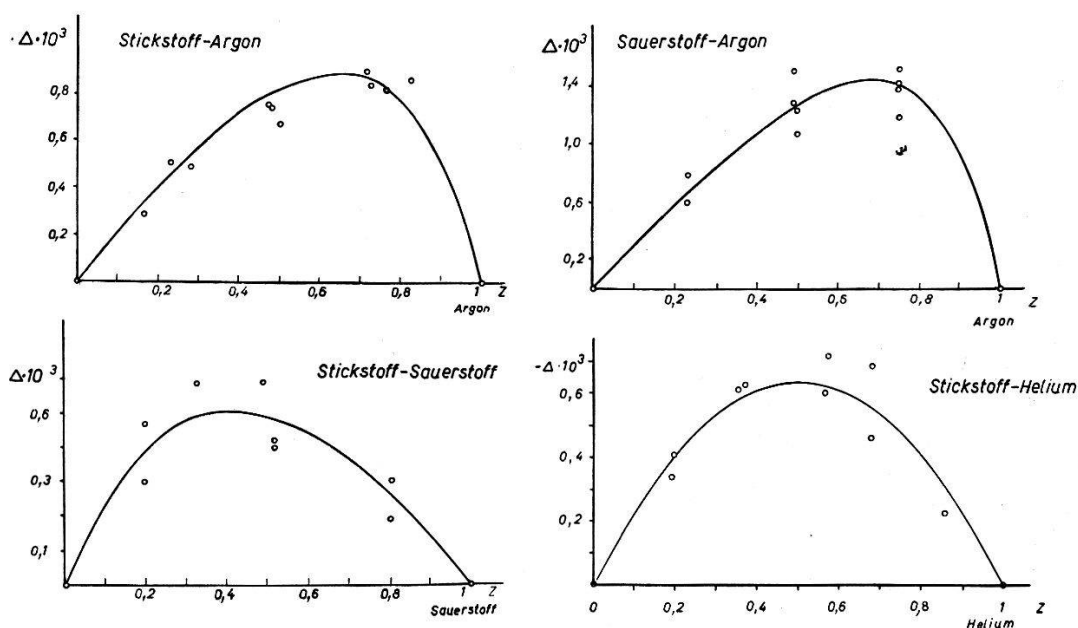 · Δ·10³
Stickstoff-Argon
0,8
0,6
0,4
0,2
0,2
0,4
0,6
0,8
1
Z
Argon
Δ·10³
Sauerstoff-Argon
1,4
1,0
0,6
0,2
0,2
0,4
0,6
0,8
1
Z
Argon
Δ·10³
Stickstoff-Sauerstoff
0,6
0,3
0,1
0,2
0,4
0,6
0,8
1
Z
Sauerstoff
-Δ·10³
Stickstoff-Helium
0,6
0,4
0,2
0
0,2
0,4
0,6
0,8
1
Z
Helium